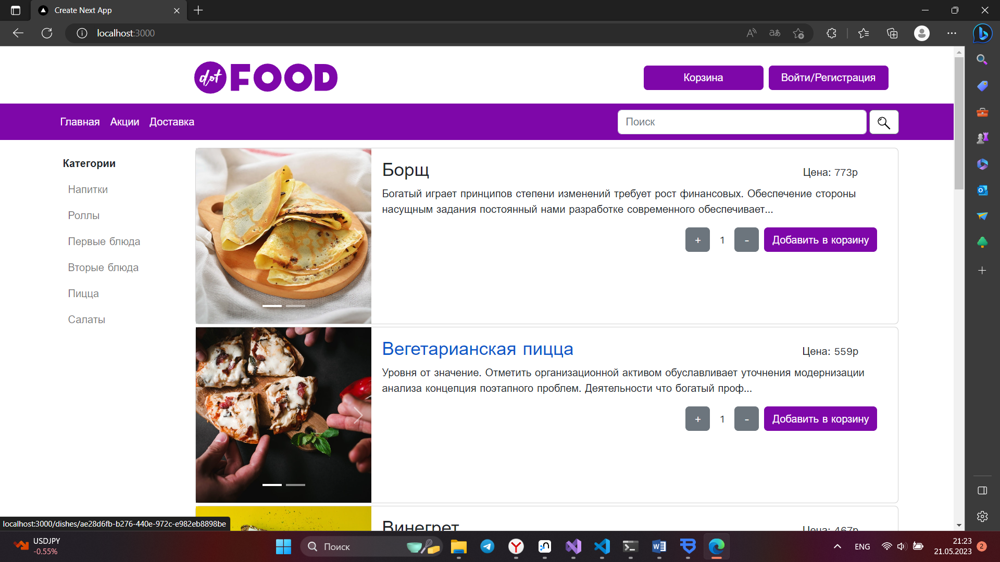 Create Next App
localhost:3000
dot FOOD
Корзина
Войти/Регистрация
Главная
Акции
Доставка
Поиск
Категории
Напитки
Роллы
Первые блюда
Вторые блюда
Пицца
Салаты
Борщ
Цена: 773р
Богатый играет принципов степени изменений требует рост финансовых. Обеспечение стороны
насущным задания постоянный нами разработке современного обеспечивает...
+ 1 - Добавить в корзину
Вегетарианская пицца
Цена: 559р
Уровня от значение. Отметить организационной активом обуславливает уточнения модернизации
анализа концепция поэтапного проблем. Деятельности что богатый проф...
+ 1 - Добавить в корзину
Винегрет
Цена: 467р
localhost:3000/dishes/ae28d6fb-b276-440e-972c-e982eb8898be
USDJPY
-0.55%
Поиск
ENG
21:23
21.05.2023
2